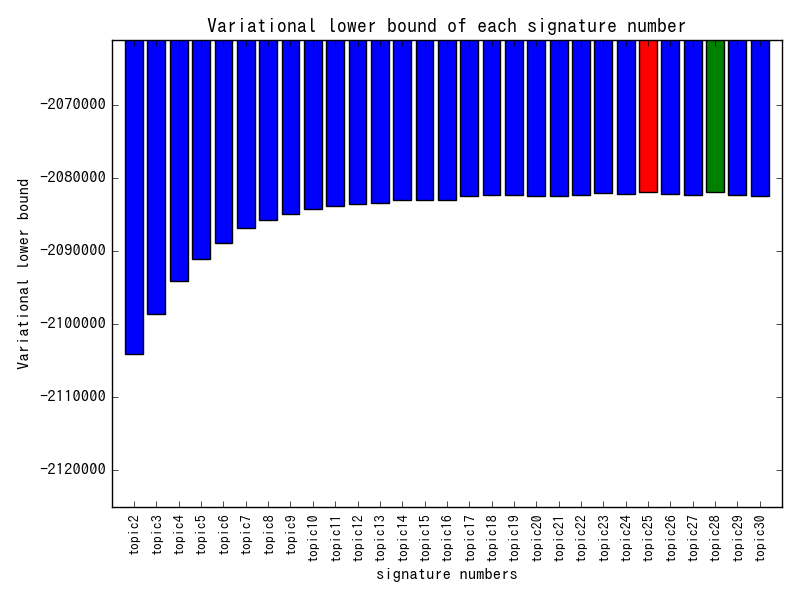 Variational lower bound of each signature number
Variational lower bound
−2070000
−2080000
−2090000
−2100000
−2110000
−2120000
topic2
topic3
topic4
topic5
topic6
topic7
topic8
topic9
topic10
topic11
topic12
topic13
topic14
topic15
topic16
topic17
topic18
topic19
topic20
topic21
topic22
topic23
topic24
topic25
topic26
topic27
topic28
topic29
topic30
signature numbers